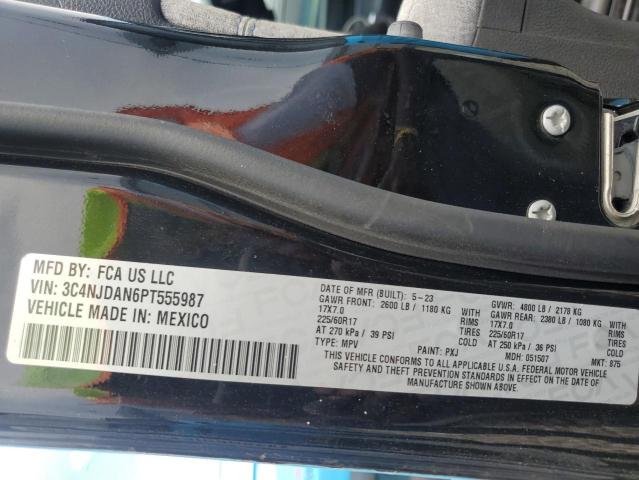 MFD BY: FCA US LLC
VIN: 3C4NJDAN6PT555987
VEHICLE MADE IN: MEXICO
DATE OF MFR (BUILT): 5-23 GVWR: 4800 LB / 2178 KG
GAWR FRONT: 2600 LB / 1180 KG WITH GAWR REAR: 2380 LB / 1080 KG WITH
17X7.0 RIMS 17X7.0 RIMS
225/60R17 TIRES 225/60R17 TIRES
AT 270 kPa / 39 PSI AT 250 kPa / 36 PSI
TYPE: MPV PAINT: PXJ MDH: 051507 MKT: 875
THIS VEHICLE CONFORMS TO ALL APPLICABLE U.S.A. FEDERAL MOTOR VEHICLE
SAFETY AND THEFT PREVENTION STANDARDS IN EFFECT ON THE DATE OF
MANUFACTURE SHOWN ABOVE.